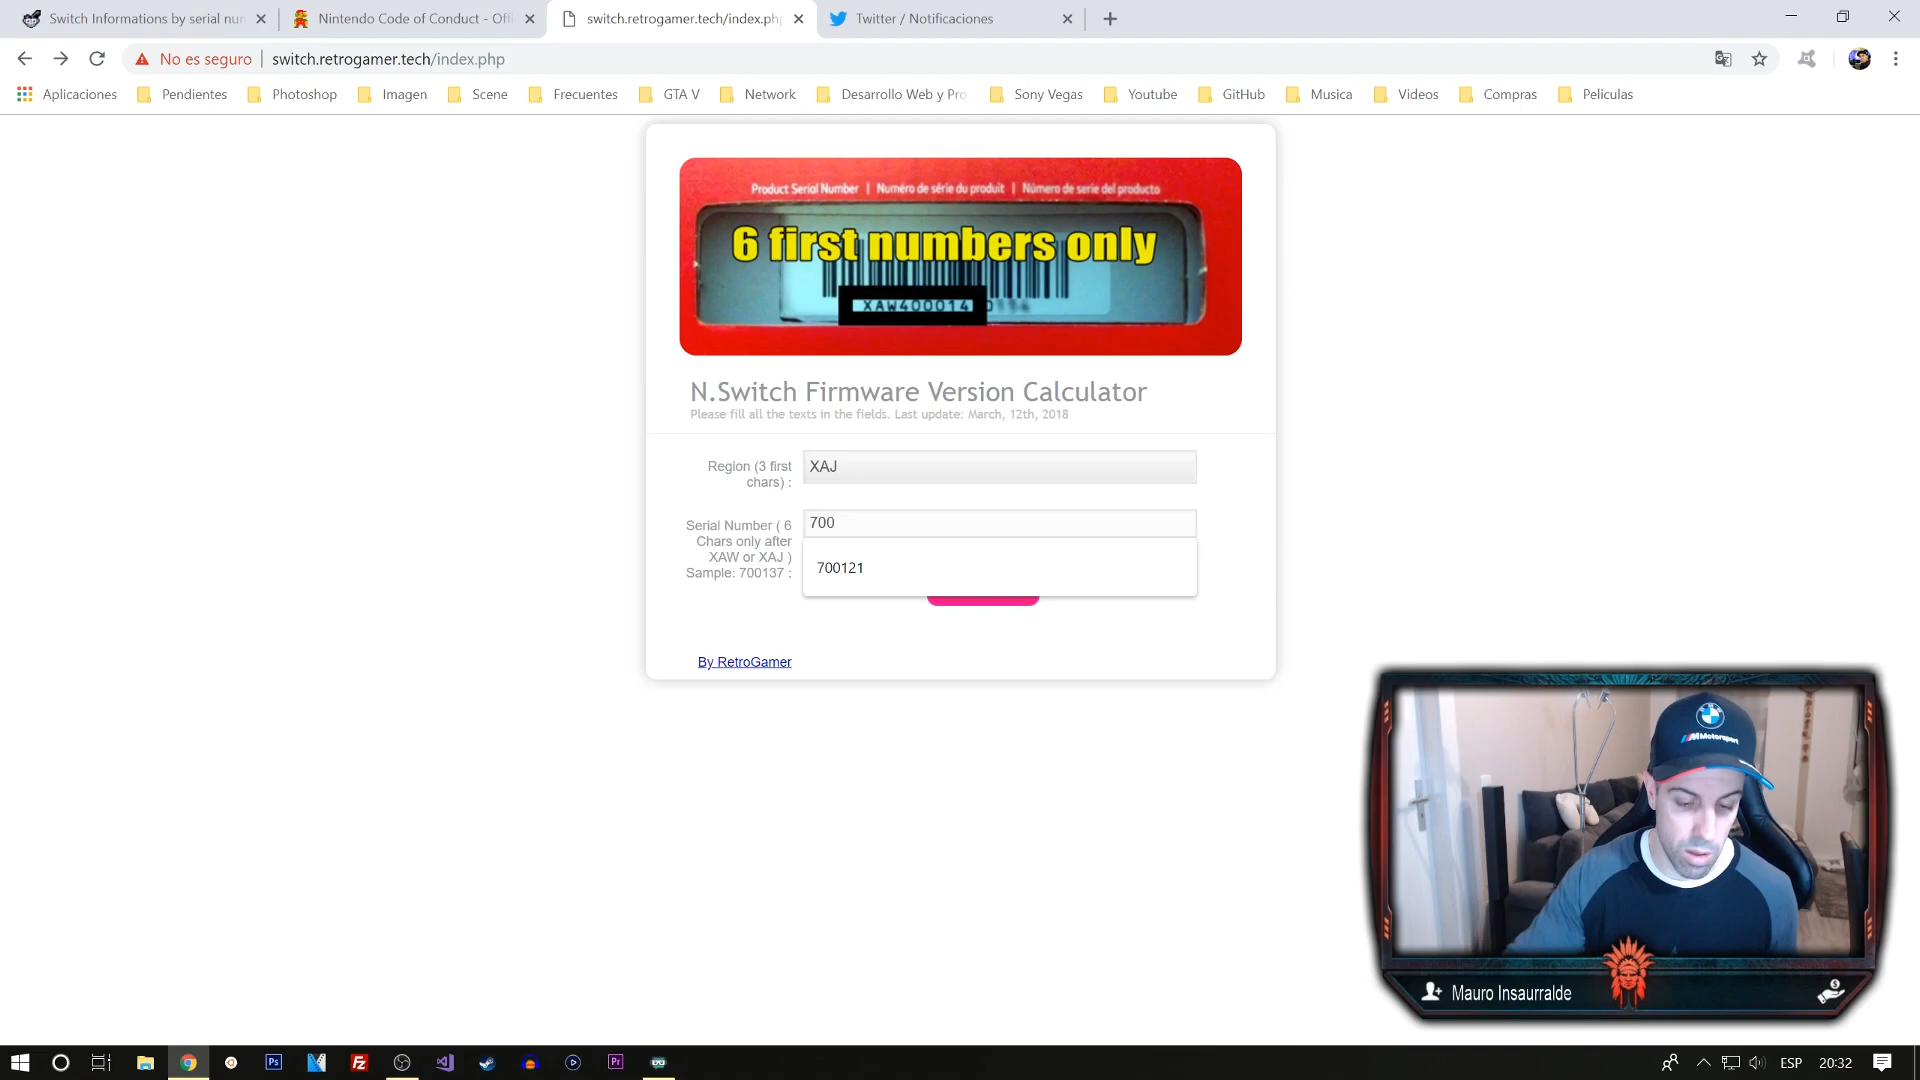 Switch Informations by serial nun
Nintendo Code of Conduct - Offi
switch.retrogamer.tech/index.php
Twitter / Notificaciones
No es seguro
switch.retrogamer.tech/index.php
Aplicaciones
Pendientes
Photoshop
Imagen
Scene
Frecuentes
GTA V
Network
Desarrollo Web y Pro
Sony Vegas
Youtube
GitHub
Musica
Videos
Compras
Peliculas
Product Serial Number | Numéro de série du produit | Número de serie del producto
6 first numbers only
XAW400014
N.Switch Firmware Version Calculator
Please fill all the texts in the fields. Last update: March, 12th, 2018
Region (3 first
chars) :
XAJ
Serial Number ( 6
Chars only after
XAW or XAJ )
Sample: 700137 :
700
700121
By RetroGamer
Motorsport
Mauro Insaurralde
ESP
20:32